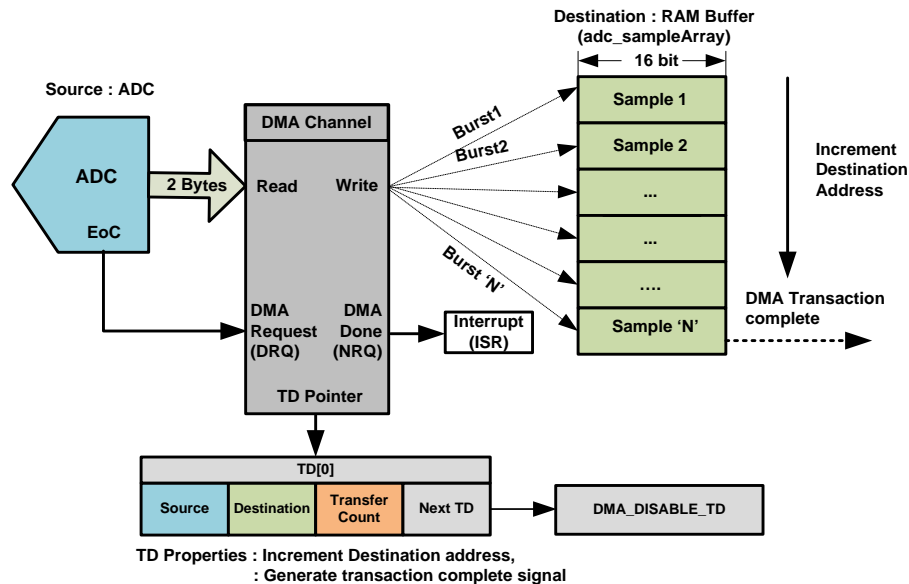 Destination : RAM Buffer
(adc_sampleArray)
16 bit
Source : ADC
DMA Channel
ADC
EoC
2 Bytes
Read
Write
Burst1
Burst2
Burst 'N'
Sample 1
Sample 2
...
...
....
Sample 'N'
Increment
Destination
Address
DMA Transaction
complete
DMA
Request
(DRQ)
DMA
Done
(NRQ)
Interrupt
(ISR)
TD Pointer
TD[0]
Source
Destination
Transfer
Count
Next TD
DMA_DISABLE_TD
TD Properties : Increment Destination address,
: Generate transaction complete signal